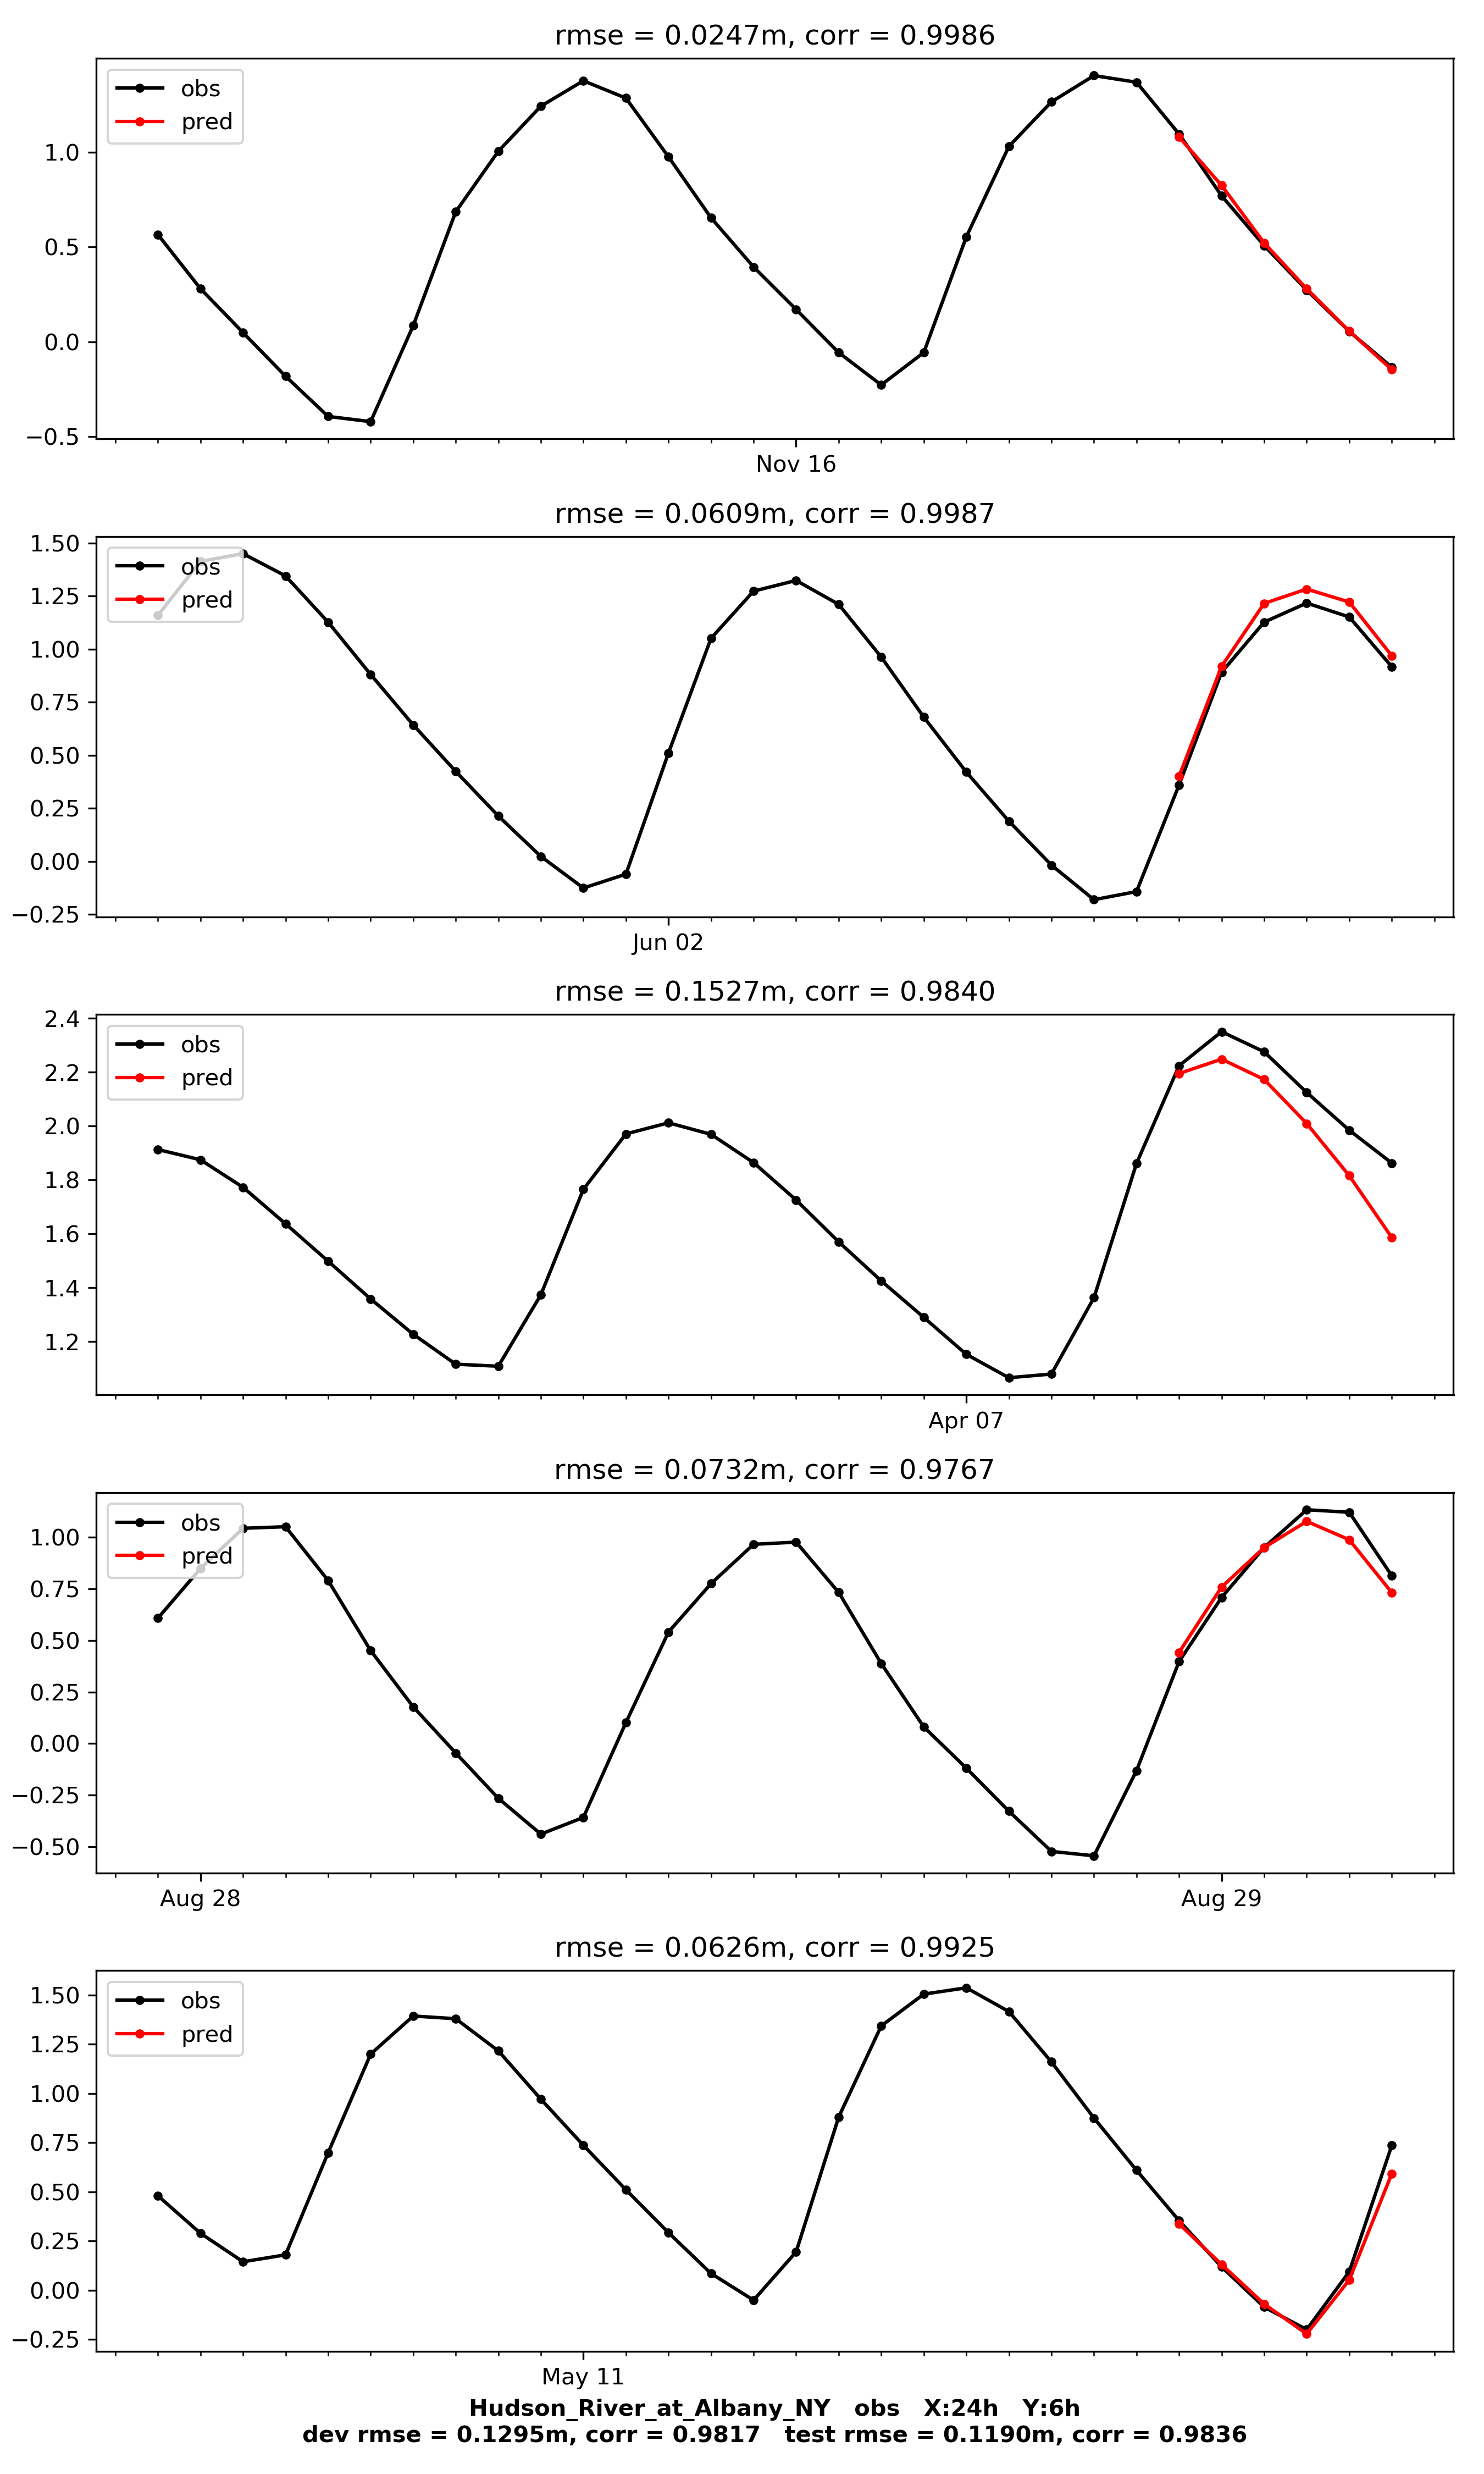 rmse = 0.0247m, corr = 0.9986
obs
pred
1.0
0.5
0.0
−0.5
Nov 16
rmse = 0.0609m, corr = 0.9987
obs
pred
1.50
1.25
1.00
0.75
0.50
0.25
0.00
−0.25
Jun 02
rmse = 0.1527m, corr = 0.9840
obs
pred
2.4
2.2
2.0
1.8
1.6
1.4
1.2
Apr 07
rmse = 0.0732m, corr = 0.9767
obs
pred
1.00
0.75
0.50
0.25
0.00
−0.25
−0.50
Aug 28 Aug 29
rmse = 0.0626m, corr = 0.9925
obs
pred
1.50
1.25
1.00
0.75
0.50
0.25
0.00
−0.25
May 11
Hudson_River_at_Albany_NY obs X:24h Y:6h
dev rmse = 0.1295m, corr = 0.9817 test rmse = 0.1190m, corr = 0.9836